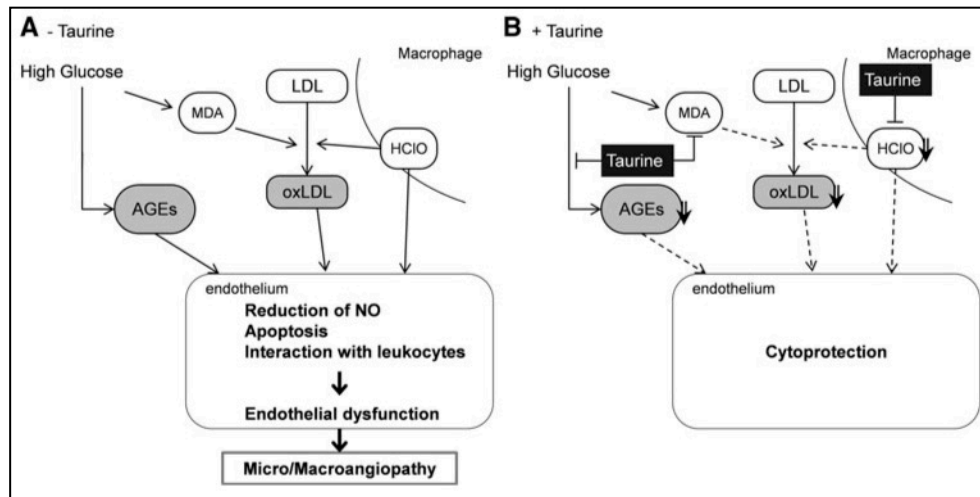 A - Taurine
High Glucose
MDA
LDL
Macrophage
HClO
oxLDL
AGEs
endothelium
Reduction of NO
Apoptosis
Interaction with leukocytes
Endothelial dysfunction
Micro/Macroangiopathy
B + Taurine
High Glucose
MDA
LDL
Macrophage
Taurine
HClO
Taurine
AGEs
oxLDL
endothelium
Cytoprotection